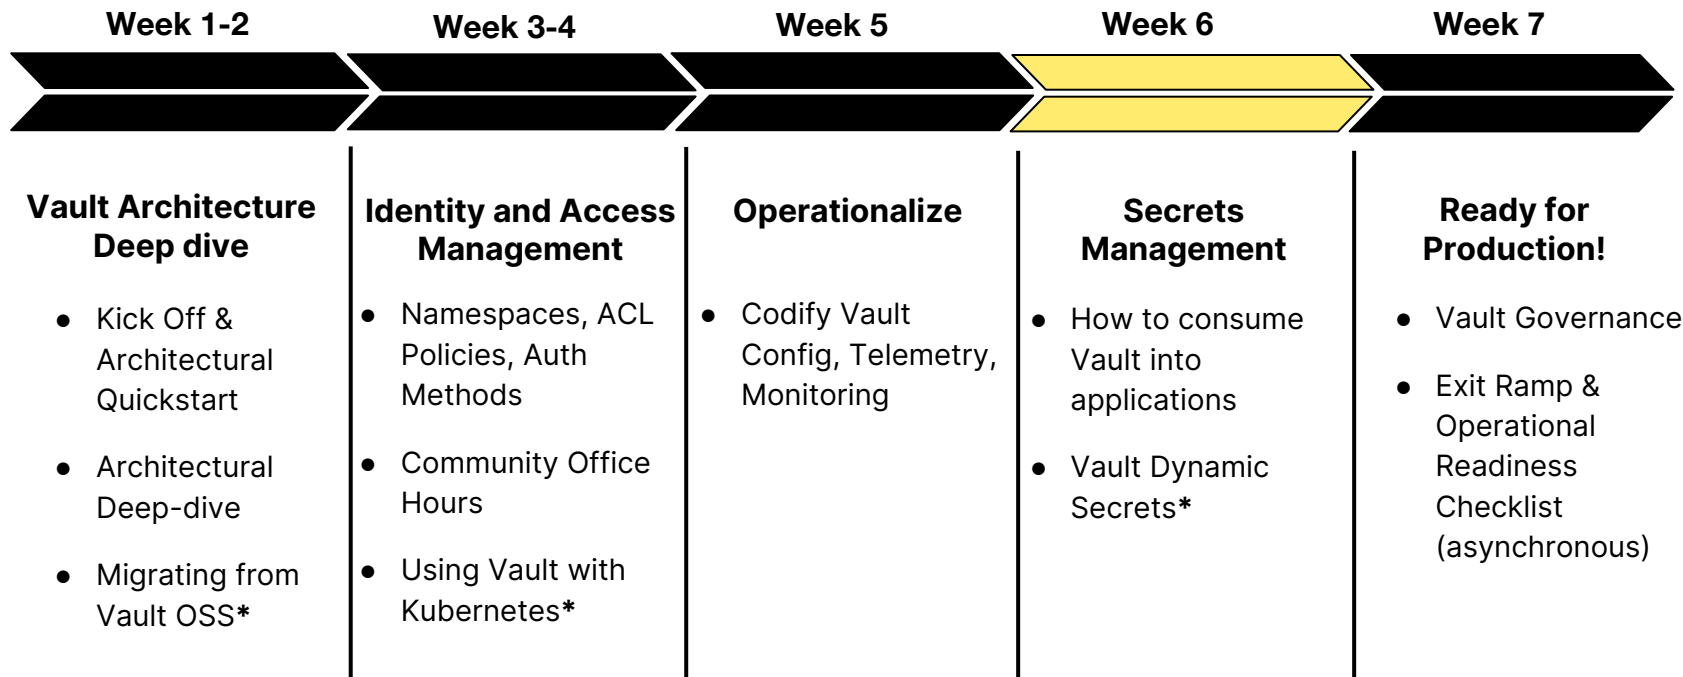 Week 1-2
Week 3-4
Week 5
Week 6
Week 7
Vault Architecture
Deep dive
● Kick Off &
Architectural
Quickstart
● Architectural
Deep-dive
● Migrating from
Vault OSS*
Identity and Access
Management
● Namespaces, ACL
Policies, Auth
Methods
● Community Office
Hours
● Using Vault with
Kubernetes*
Operationalize
● Codify Vault
Config, Telemetry,
Monitoring
Secrets
Management
● How to consume
Vault into
applications
● Vault Dynamic
Secrets*
Ready for
Production!
● Vault Governance
● Exit Ramp &
Operational
Readiness
Checklist
(asynchronous)